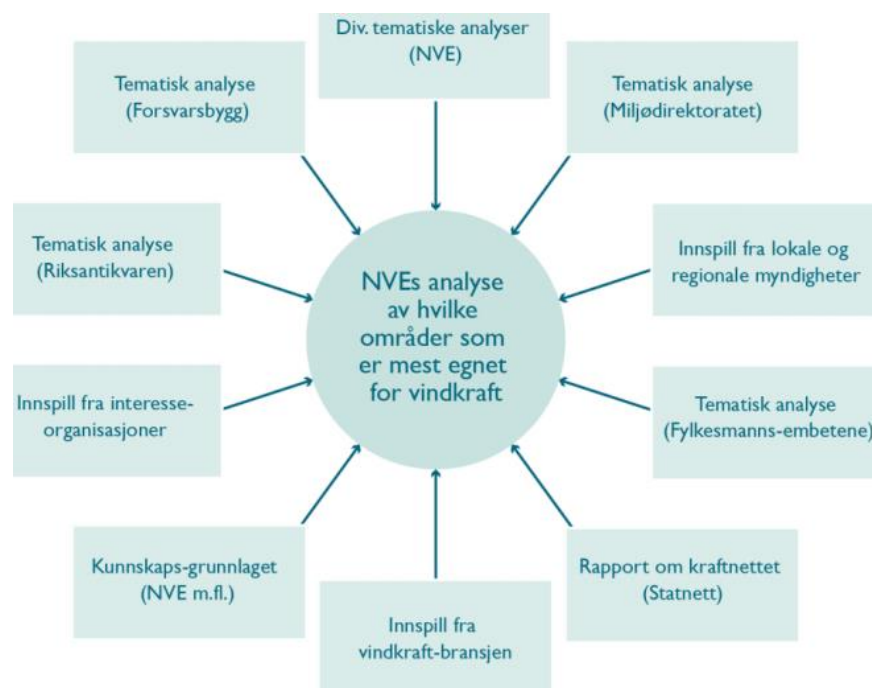 Div. tematiske analyser
(NVE)
Tematisk analyse
(Forsvarsbygg)
Tematisk analyse
(Miljødirektoratet)
Tematisk analyse
(Riksantikvaren)
Innspill fra lokale og
regionale myndigheter
NVEs analyse
av hvilke
områder som
er mest egnet
for vindkraft
Innspill fra interesse-
organisasjoner
Tematisk analyse
(Fylkesmanns-embetene)
Kunnskaps-grunnlaget
(NVE m.fl.)
Rapport om kraftnettet
(Statnett)
Innspill fra
vindkraft-bransjen